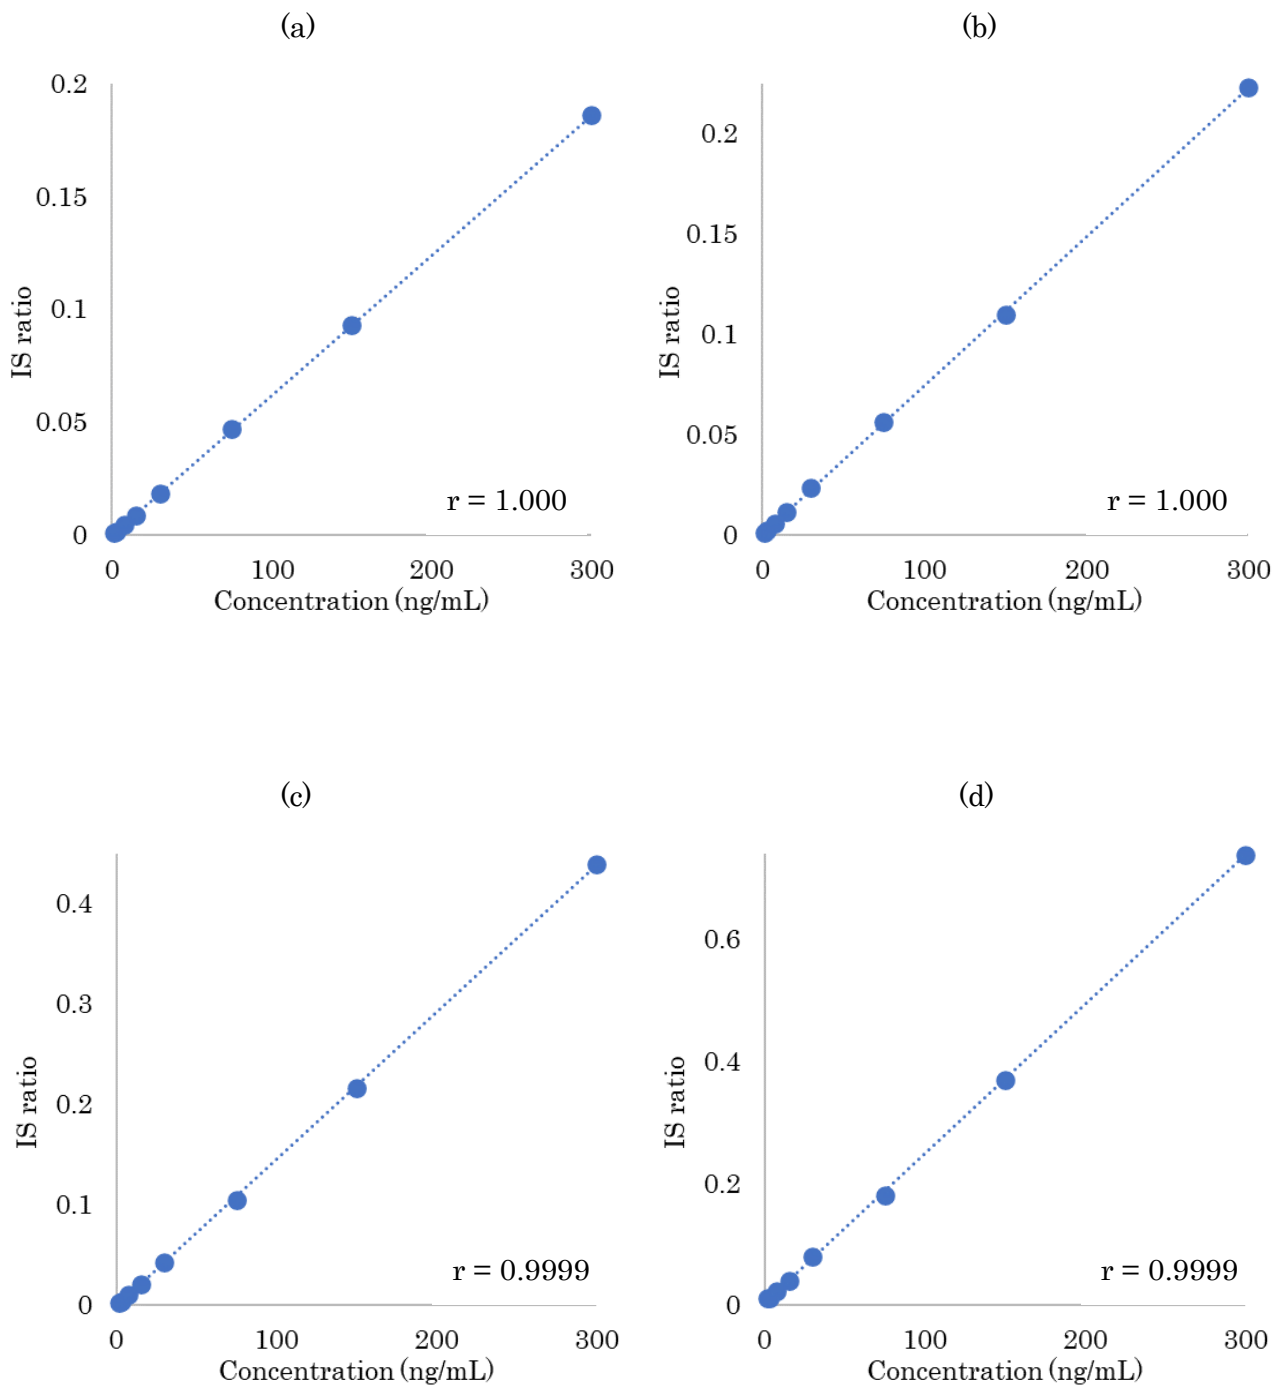 (a)
0.2
0.15
0.1
0.05
0
IS ratio
r = 1.000
0 100 200 300
Concentration (ng/mL)
(b)
0.2
0.15
0.1
0.05
0
IS ratio
r = 1.000
0 100 200 300
Concentration (ng/mL)
(c)
0.4
0.3
0.2
0.1
0
IS ratio
r = 0.9999
0 100 200 300
Concentration (ng/mL)
(d)
0.6
0.4
0.2
0
IS ratio
r = 0.9999
0 100 200 300
Concentration (ng/mL)